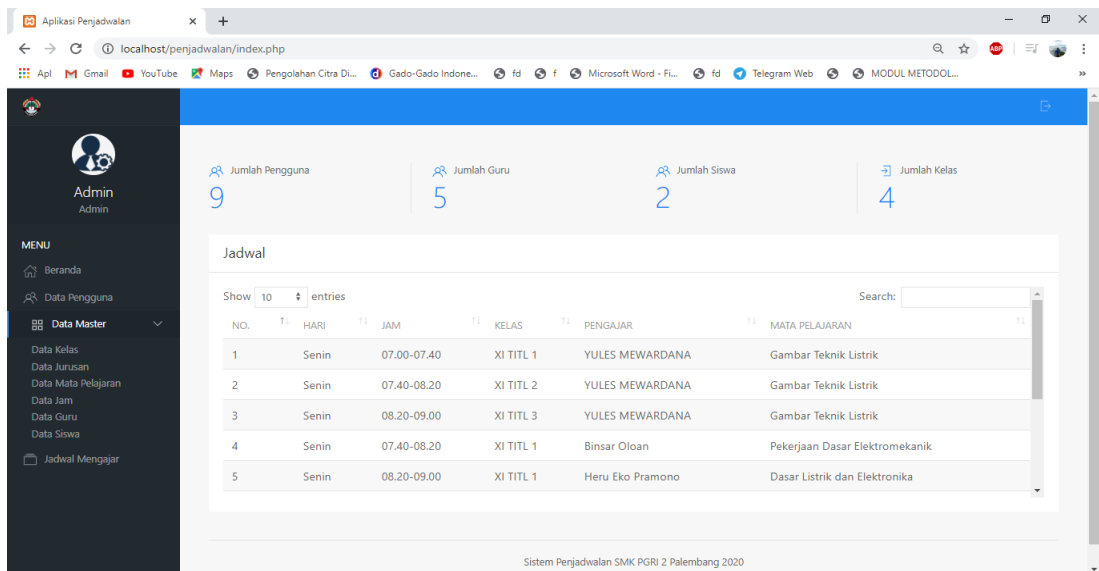 Aplikasi Penjadwalan
localhost/penjadwalan/index.php
ABP
Apl Gmail YouTube Maps Pengolahan Citra Di... Gado-Gado Indone... fd f Microsoft Word - Fi... fd Telegram Web MODUL METODOL... »
Admin
Admin
MENU
Beranda
Data Pengguna
Data Master
Data Kelas
Data Jurusan
Data Mata Pelajaran
Data Jam
Data Guru
Data Siswa
Jadwal Mengajar
Jumlah Pengguna
9
Jumlah Guru
5
Jumlah Siswa
2
Jumlah Kelas
4
Jadwal
Show 10 entries Search:
NO. HARI JAM KELAS PENGAJAR MATA PELAJARAN
1 Senin 07.00-07.40 XI TITL 1 YULES MEWARDANA Gambar Teknik Listrik
2 Senin 07.40-08.20 XI TITL 2 YULES MEWARDANA Gambar Teknik Listrik
3 Senin 08.20-09.00 XI TITL 3 YULES MEWARDANA Gambar Teknik Listrik
4 Senin 07.40-08.20 XI TITL 1 Binsar Oloan Pekerjaan Dasar Elektromekanik
5 Senin 08.20-09.00 XI TITL 1 Heru Eko Pramono Dasar Listrik dan Elektronika
Sistem Penjadwalan SMK PGRI 2 Palembang 2020